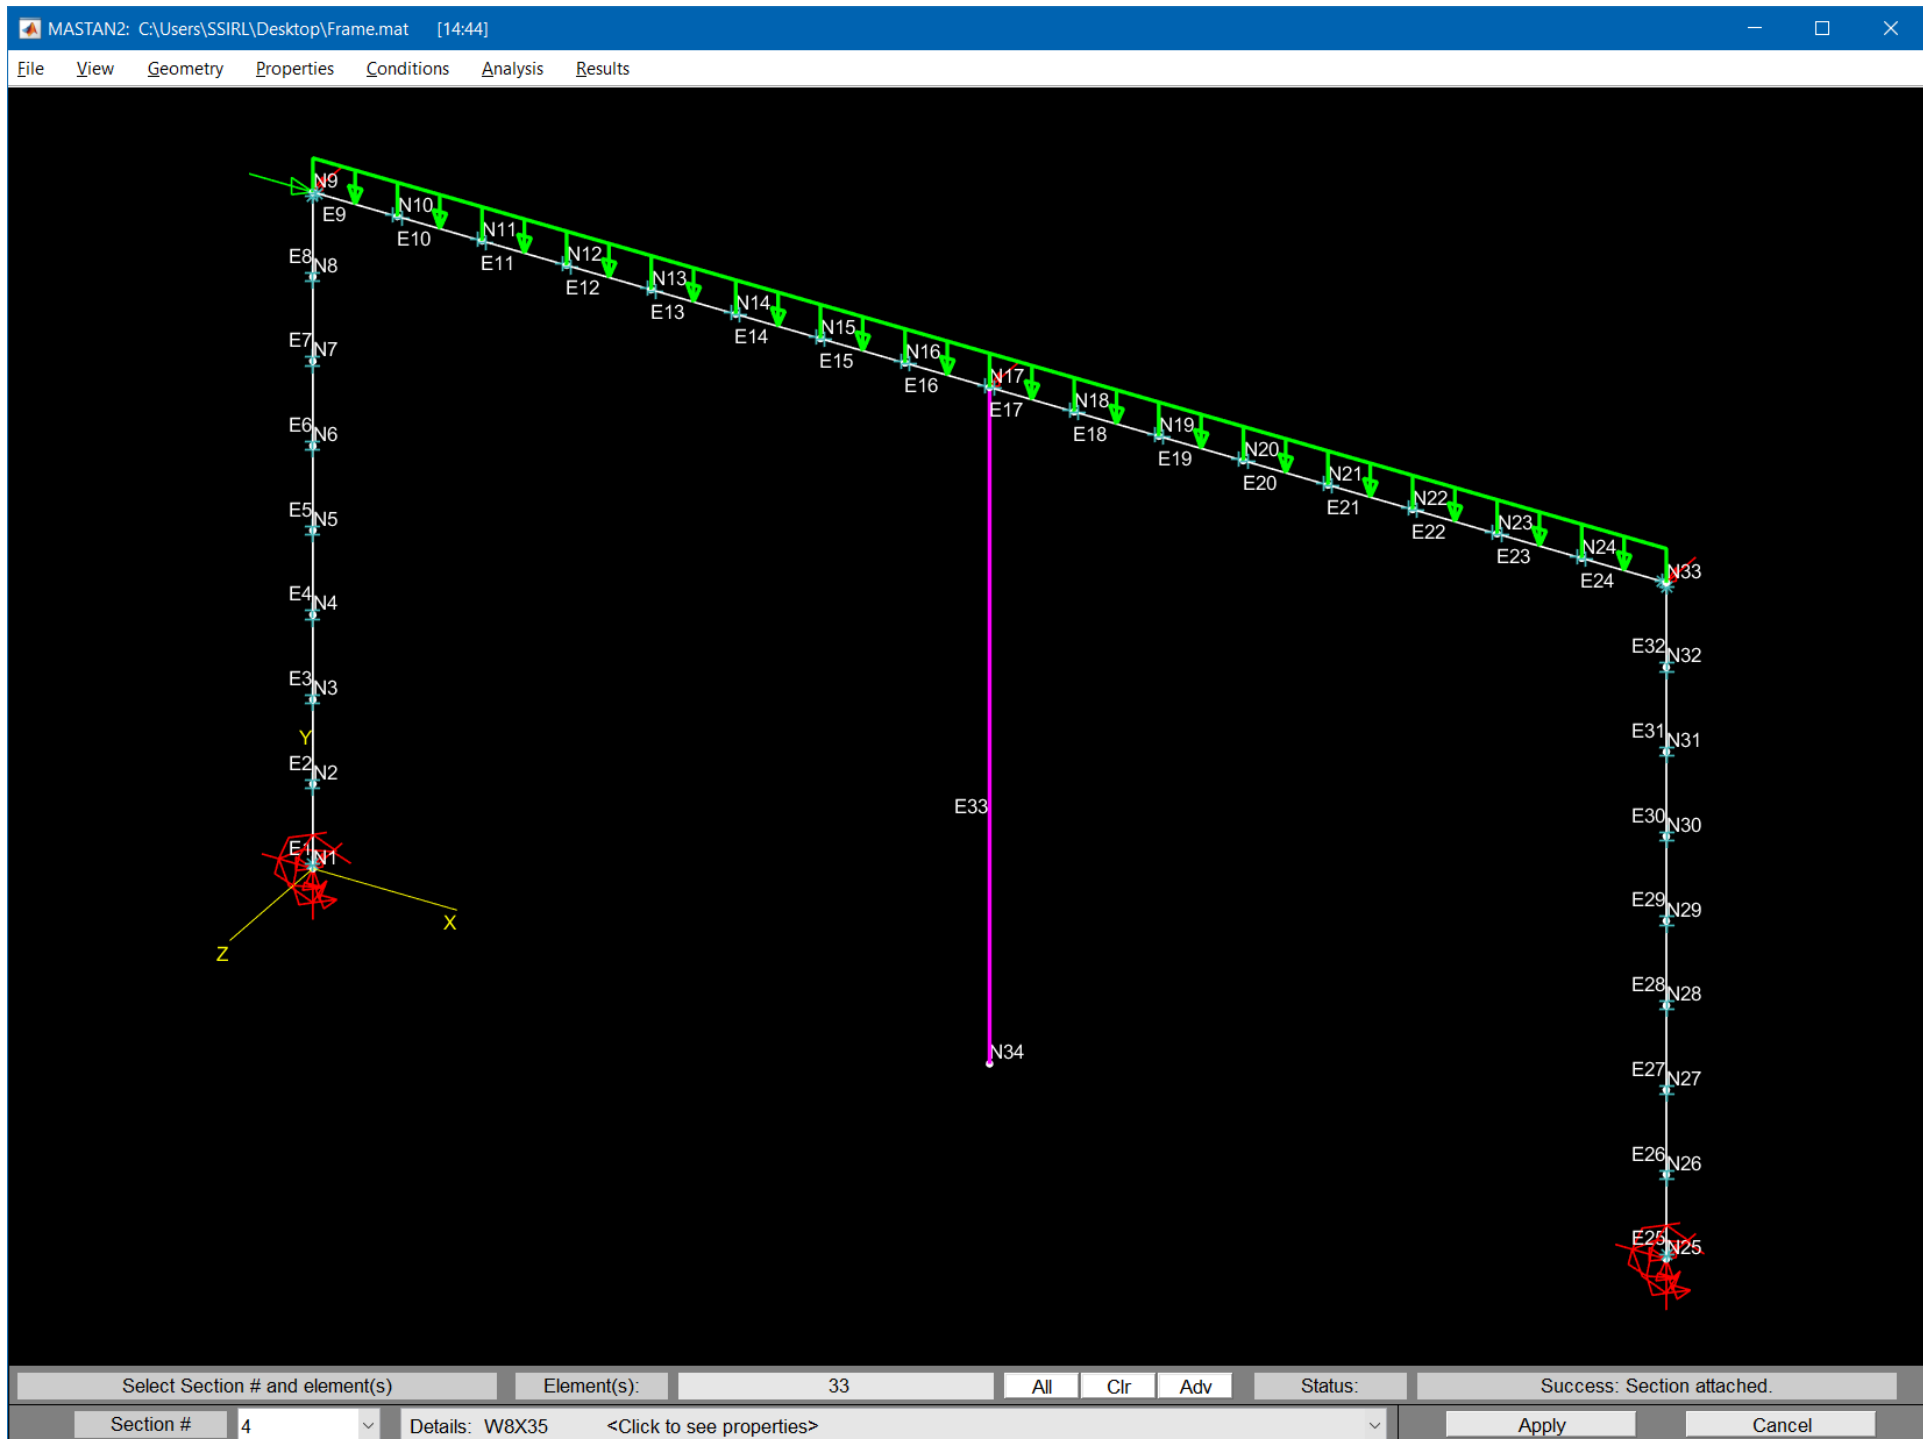 MASTAN2: C:\Users\SSIRL\Desktop\Frame.mat [14:44]
File View Geometry Properties Conditions Analysis Results
N9
E9
N10
E10
N11
E11
N12
E12
N13
E13
N14
E14
N15
E15
N16
E16
N17
E17
N18
E18
N19
E19
N20
E20
N21
E21
N22
E22
N23
E23
N24
E24
N33
E8 N8
E7 N7
E6 N6
E5 N5
E4 N4
E3 N3
Y
E2 N2
E1 N1
X
Z
E33
N34
E32 N32
E31 N31
E30 N30
E29 N29
E28 N28
E27 N27
E26 N26
E25 N25
Select Section # and element(s) Element(s): 33 All Clr Adv Status: Success: Section attached.
Section # 4 Details: W8X35 <Click to see properties> Apply Cancel